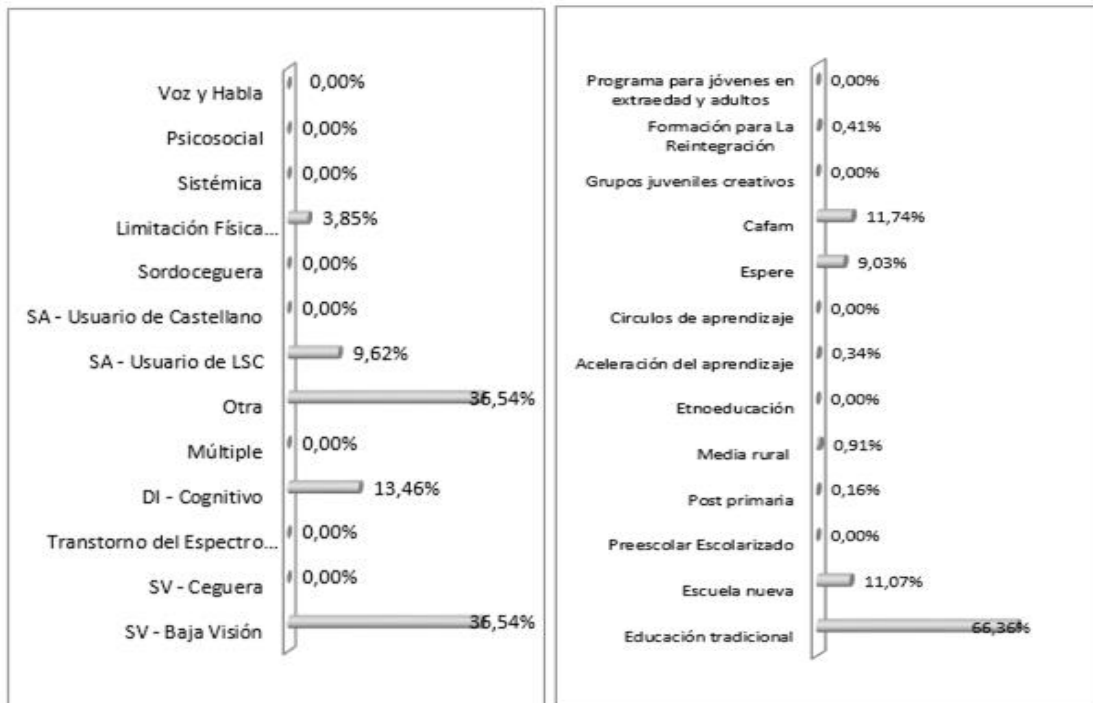 Voz y Habla 0,00%
Psicosocial 0,00%
Sistémica 0,00%
Limitación Física... 3,85%
Sordoceguera 0,00%
SA - Usuario de Castellano 0,00%
SA - Usuario de LSC 9,62%
Otra 36,54%
Múltiple 0,00%
DI - Cognitivo 13,46%
Transtorno del Espectro... 0,00%
SV - Ceguera 0,00%
SV - Baja Visión 36,54%
Programa para jóvenes en
extraedad y adultos 0,00%
Formación para La
Reintegración 0,41%
Grupos juveniles creativos 0,00%
Cafam 11,74%
Espere 9,03%
Circulos de aprendizaje 0,00%
Aceleración del aprendizaje 0,34%
Etnoeducación 0,00%
Media rural 0,91%
Post primaria 0,16%
Preescolar Escolarizado 0,00%
Escuela nueva 11,07%
Educación tradicional 66,36%